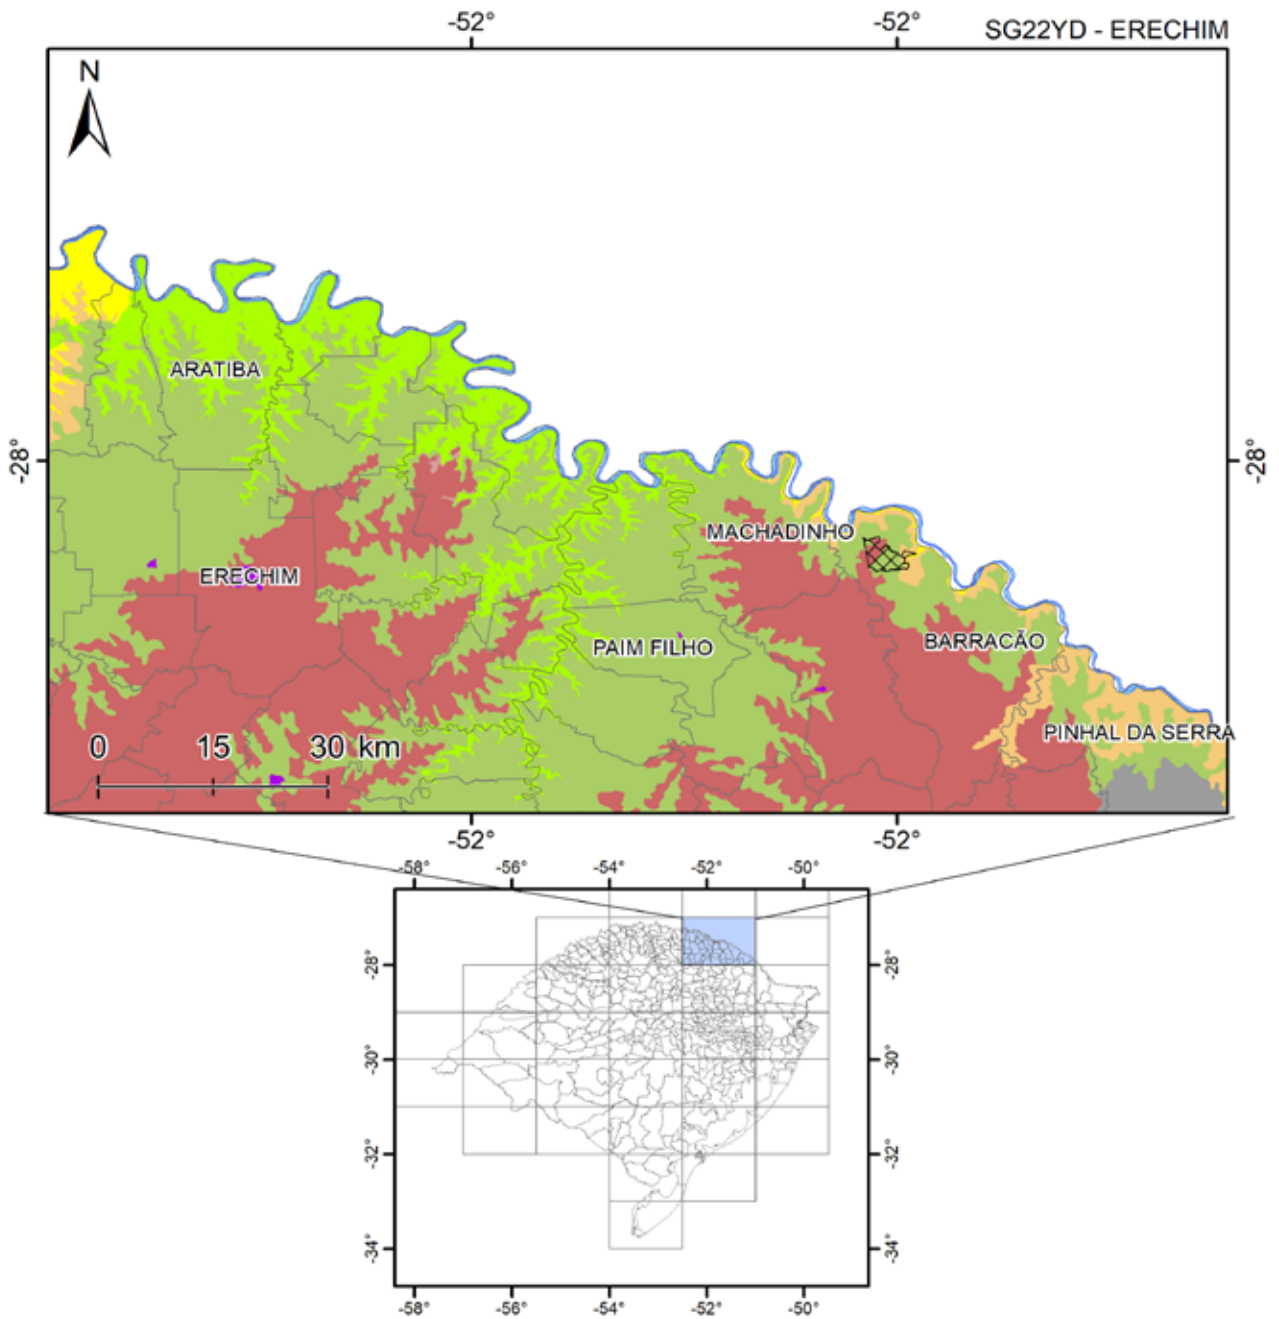 -52° -52°
SG22YD - ERECHIM
N
ARATIBA
-28° -28°
MACHADINHO
ERECHIM
BARRACÃO
PAIM FILHO
PINHAL DA SERRA
0 15 30 km
-52° -52°
-58° -56° -54° -52° -50°
-28° -28°
-30° -30°
-32° -32°
-34° -34°
-58° -56° -54° -52° -50°